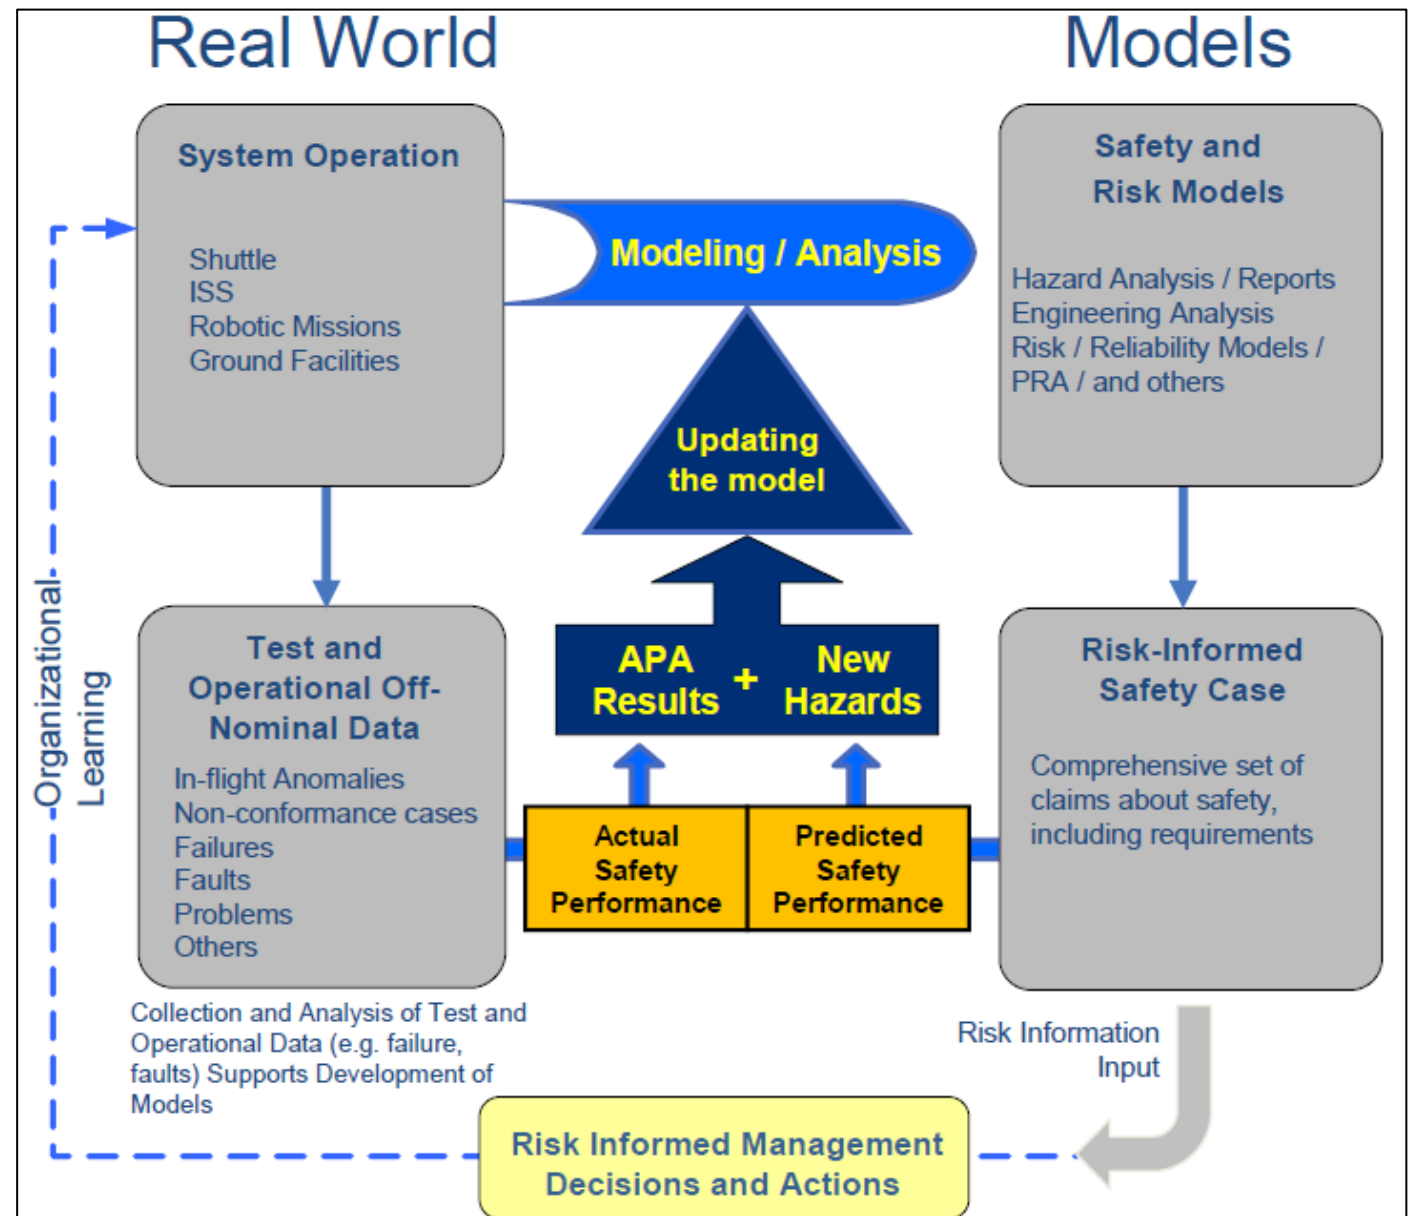 Real World
Models
System Operation
Shuttle
ISS
Robotic Missions
Ground Facilities
Modeling / Analysis
Safety and
Risk Models
Hazard Analysis / Reports
Engineering Analysis
Risk / Reliability Models /
PRA / and others
Updating
the model
Organizational
Learning
Test and
Operational Off-
Nominal Data
In-flight Anomalies
Non-conformance cases
Failures
Faults
Problems
Others
APA
Results
+
New
Hazards
Actual
Safety
Performance
Predicted
Safety
Performance
Risk-Informed
Safety Case
Comprehensive set of
claims about safety,
including requirements
Collection and Analysis of Test and
Operational Data (e.g. failure,
faults) Supports Development of
Models
Risk Information
Input
Risk Informed Management
Decisions and Actions